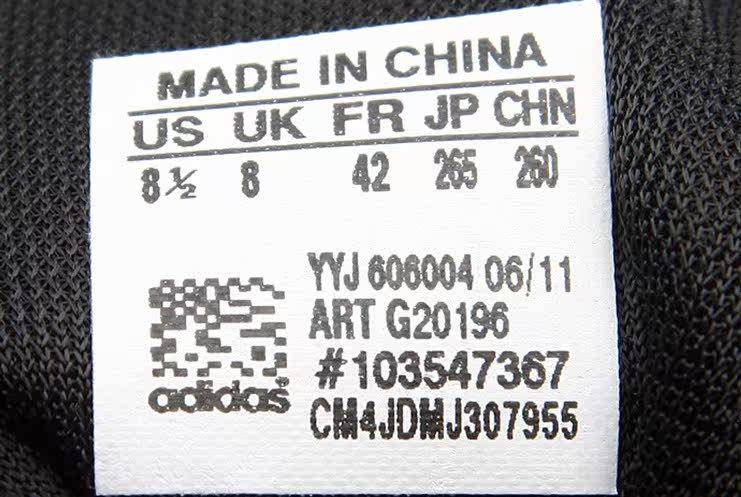 MADE IN CHINA
US UK FR JP CHN
8½ 8 42 265 260
YYJ 606004 06/11
ART G20196
#103547367
CM4JDMJ307955
adidas